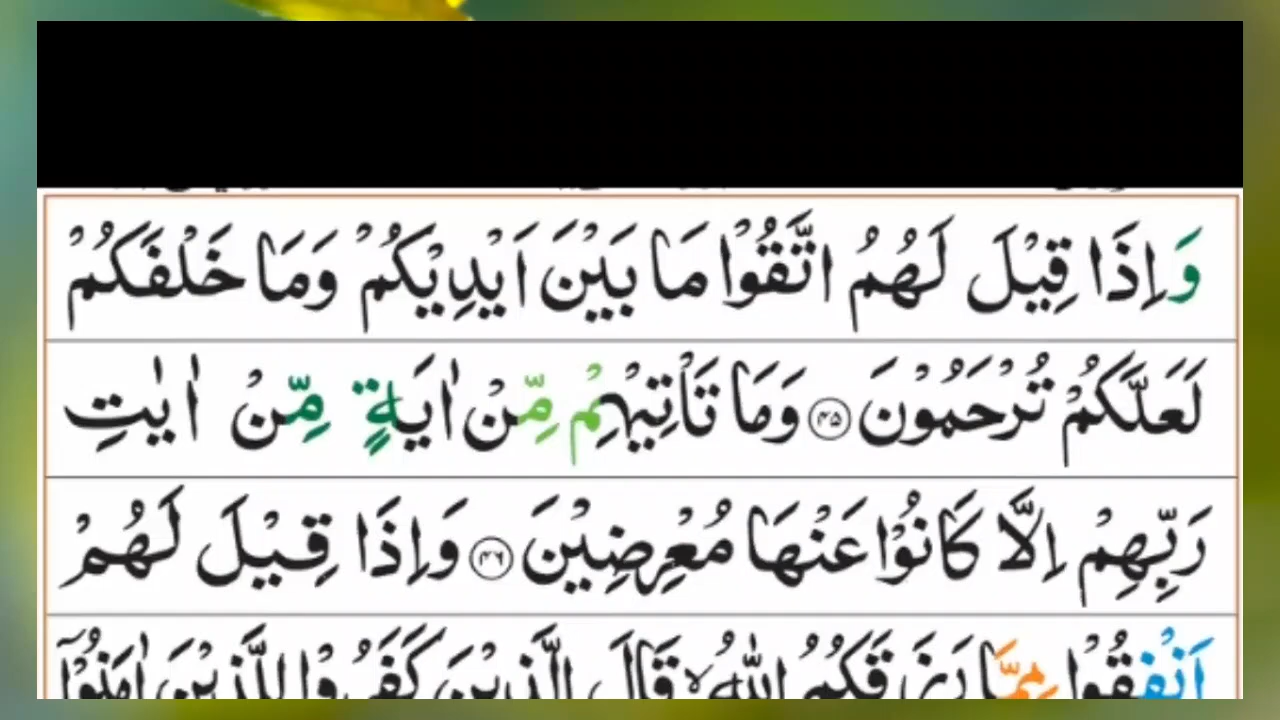 وَاِذَا قِيْلَ لَهُمُ اتَّقُوْا مَا بَيْنَ اَيْدِيْكُمْ وَمَا خَلْفَكُمْ
لَعَلَّكُمْ تُرْحَمُوْنَ ۴۵ وَمَا تَاْتِيْهِمْ مِّنْ اٰيَةٍ مِّنْ اٰيٰتِ
رَبِّهِمْ اِلَّا كَانُوْا عَنْهَا مُعْرِضِيْنَ ۴۶ وَاِذَا قِيْلَ لَهُمْ
اَنْفِقُوْا مِمَّا رَزَقَكُمُ اللّٰهُ ۙ قَالَ الَّذِيْنَ كَفَرُوْا لِلَّذِيْنَ اٰمَنُوْٓا